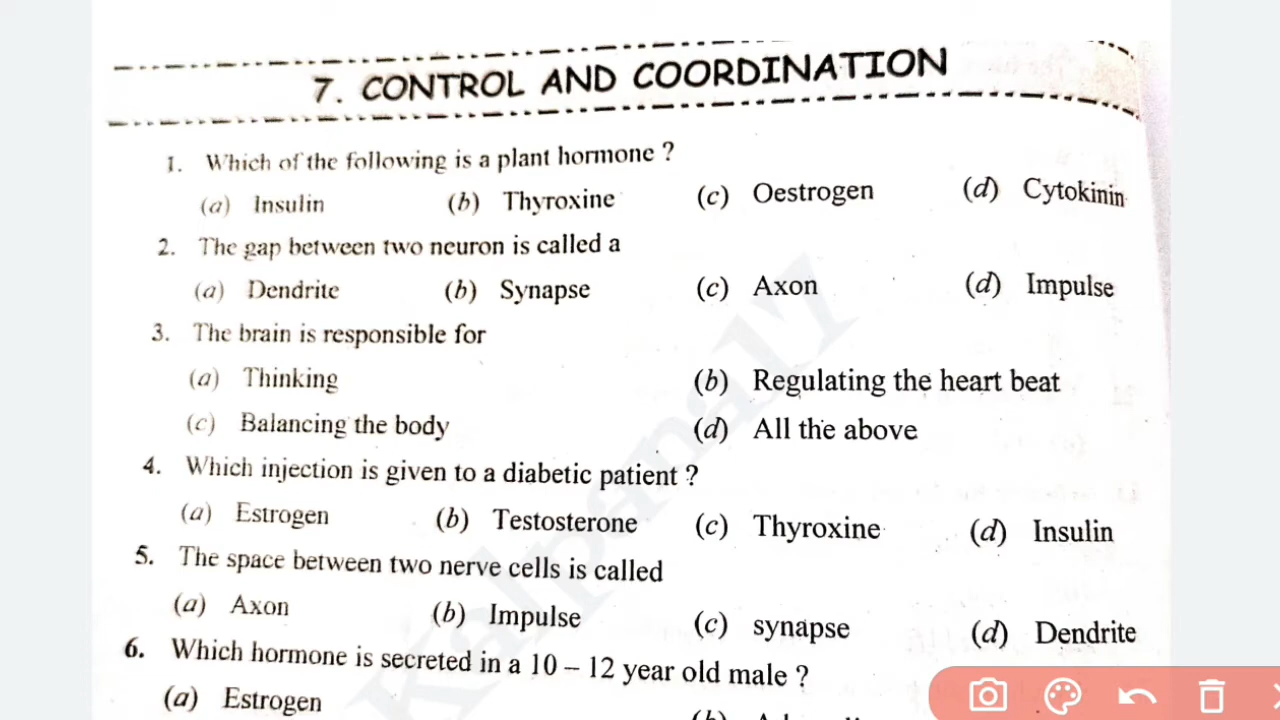 7. CONTROL AND COORDINATION
1. Which of the following is a plant hormone ?
(a) Insulin (b) Thyroxine (c) Oestrogen (d) Cytokinin
2. The gap between two neuron is called a
(a) Dendrite (b) Synapse (c) Axon (d) Impulse
3. The brain is responsible for
(a) Thinking (b) Regulating the heart beat
(c) Balancing the body (d) All the above
4. Which injection is given to a diabetic patient ?
(a) Estrogen (b) Testosterone (c) Thyroxine (d) Insulin
5. The space between two nerve cells is called
(a) Axon (b) Impulse (c) synapse (d) Dendrite
6. Which hormone is secreted in a 10 – 12 year old male ?
(a) Estrogen
Kalpana17